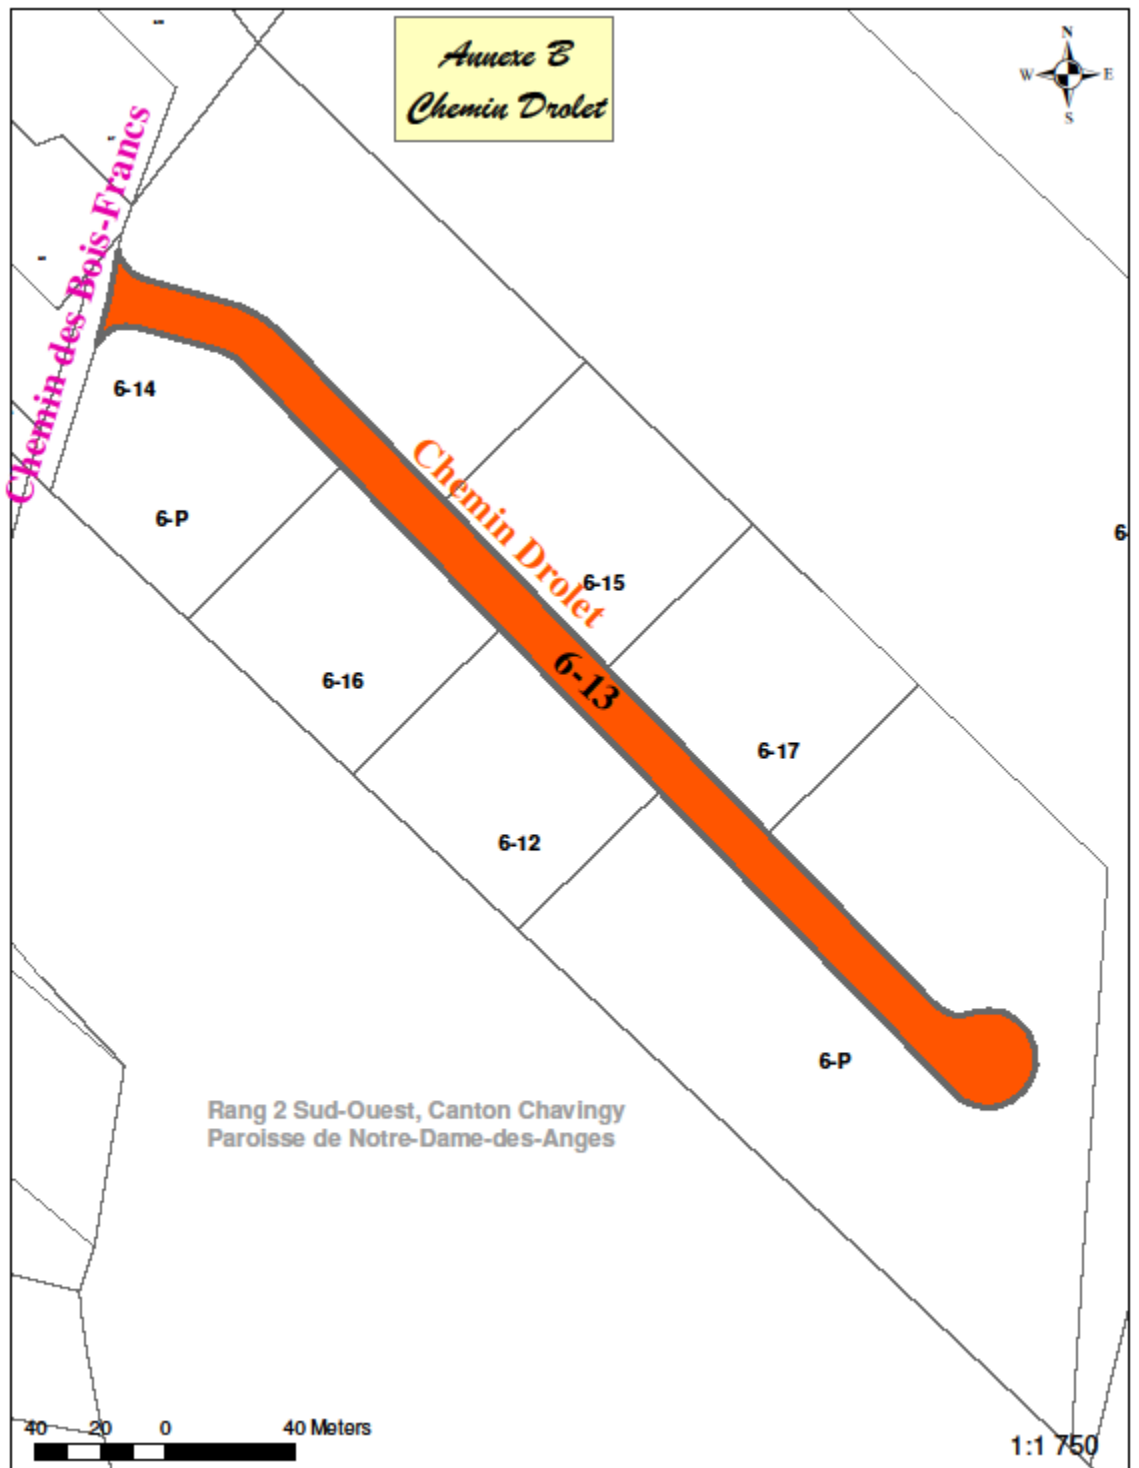 Annexe B
Chemin Drolet
N
W E
S
Chemin des Bois-Francs
6-14
Chemin Drolet
6-P
6-
6-15
6-16
6-13
6-17
6-12
6-P
Rang 2 Sud-Ouest, Canton Chavingy
Paroisse de Notre-Dame-des-Anges
40 20 0 40 Meters
1:1 750